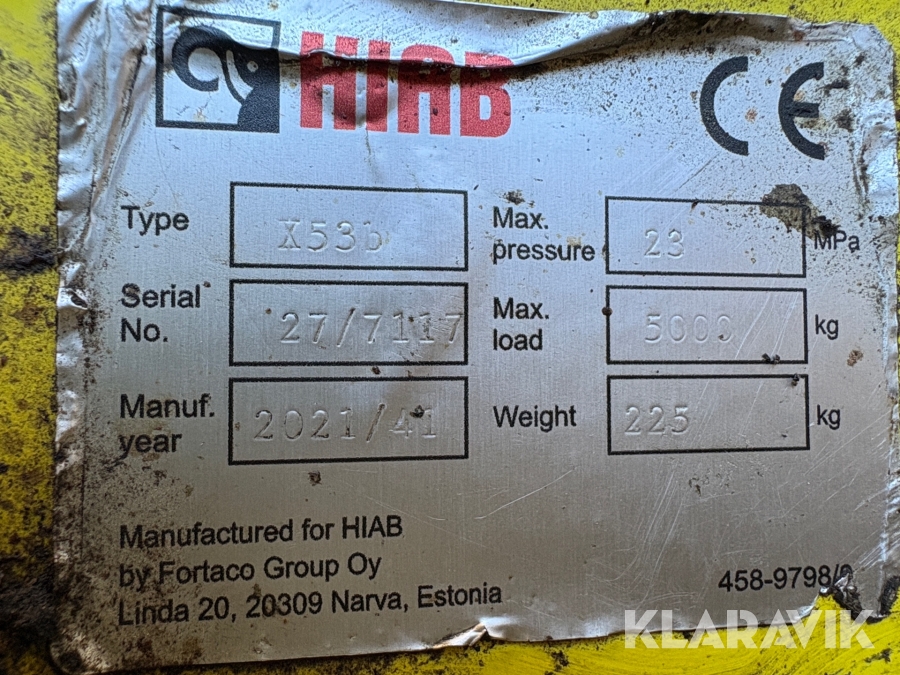 HIAB
CE
Type X53b
Max. pressure 23 MPa
Serial No. 27/7117
Max. load 5000 kg
Manuf. year 2021/41
Weight 225 kg
Manufactured for HIAB
by Fortaco Group Oy
Linda 20, 20309 Narva, Estonia
KLARAVIK